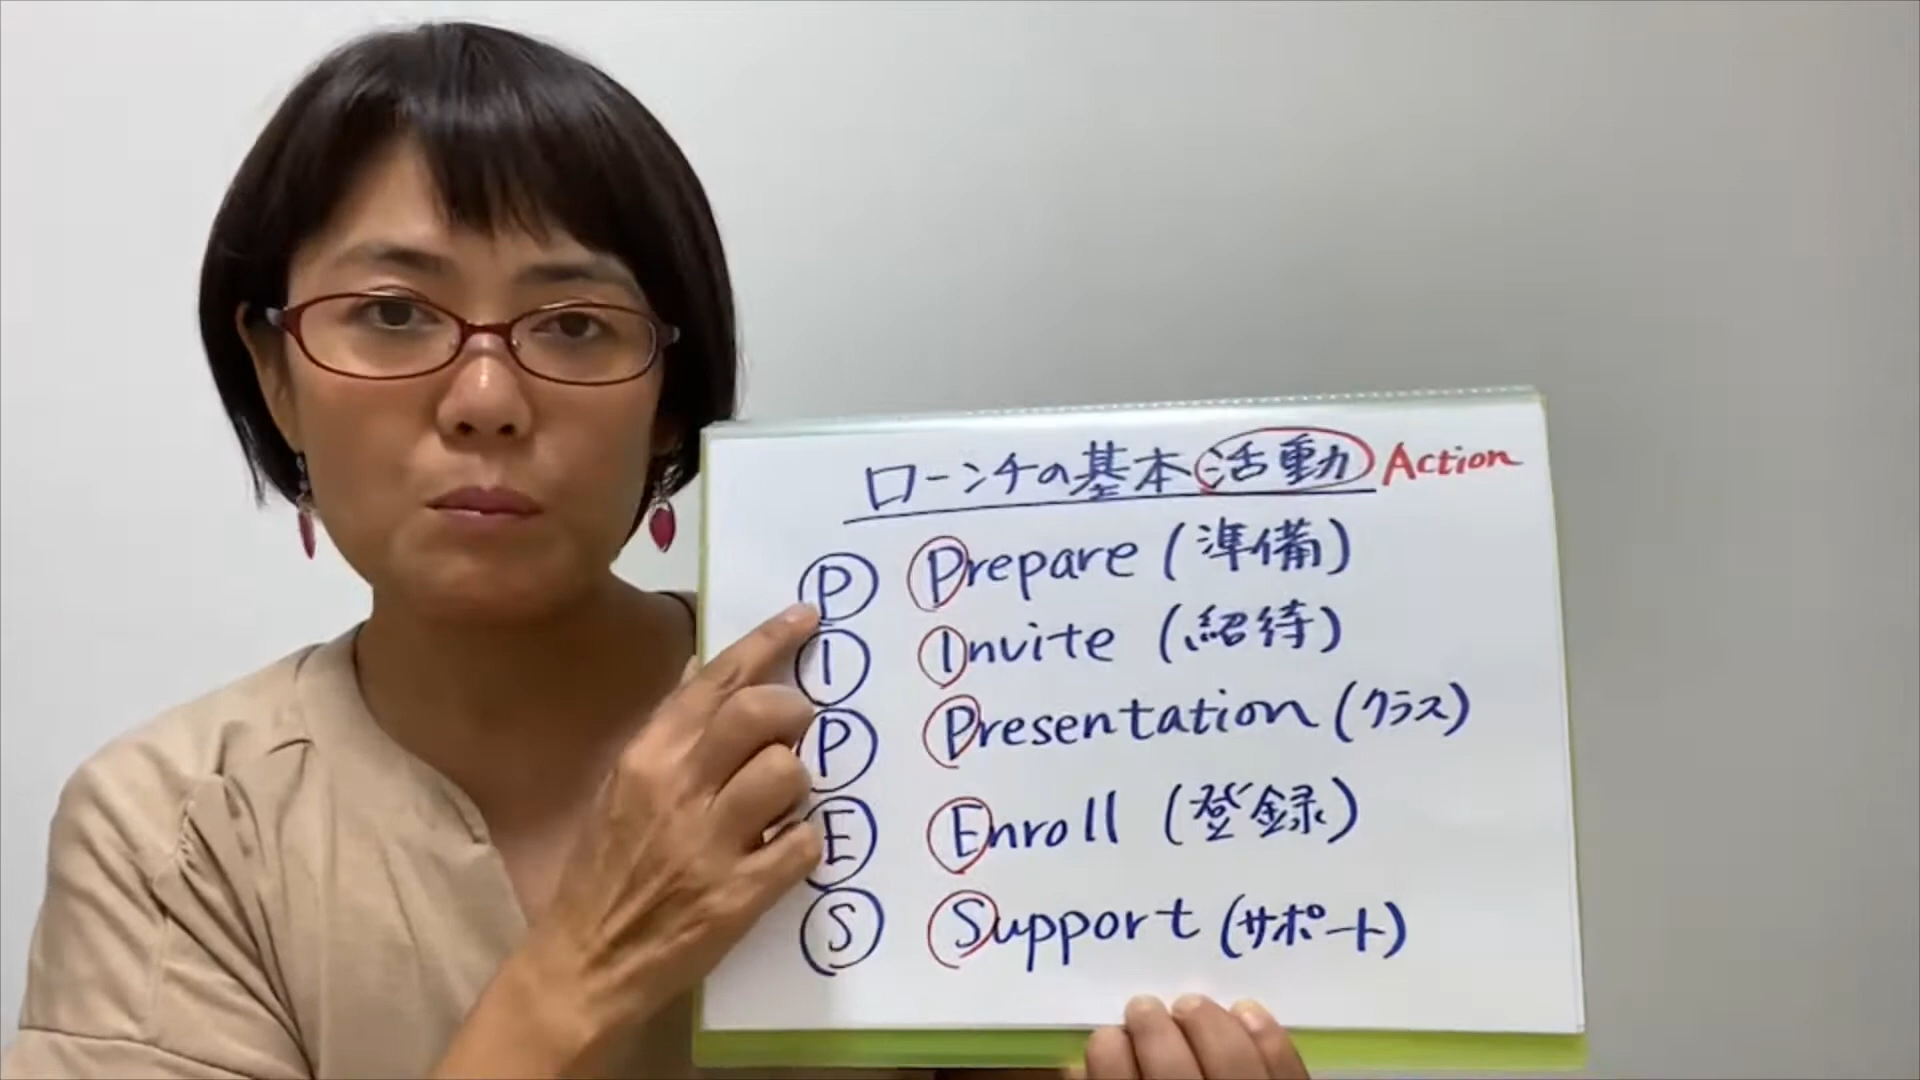 ローンチの基本活動 Action
P Prepare (準備)
I Invite (紹待)
P Presentation (クラス)
E Enroll (登録)
S Support (サポート)